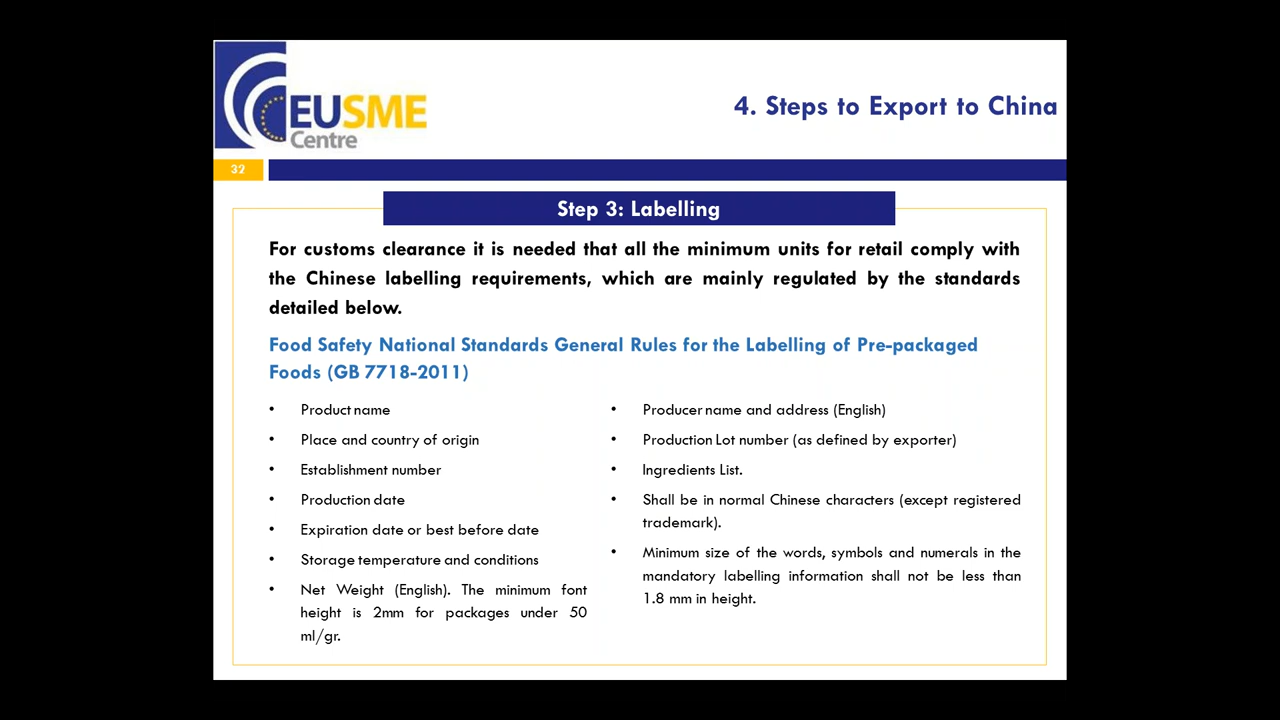 EUSME
Centre
4. Steps to Export to China
32
Step 3: Labelling
For customs clearance it is needed that all the minimum units for retail comply with
the Chinese labelling requirements, which are mainly regulated by the standards
detailed below.
Food Safety National Standards General Rules for the Labelling of Pre-packaged
Foods (GB 7718-2011)
• Product name
• Place and country of origin
• Establishment number
• Production date
• Expiration date or best before date
• Storage temperature and conditions
• Net Weight (English). The minimum font
height is 2mm for packages under 50
ml/gr.
• Producer name and address (English)
• Production Lot number (as defined by exporter)
• Ingredients List.
• Shall be in normal Chinese characters (except registered
trademark).
• Minimum size of the words, symbols and numerals in the
mandatory labelling information shall not be less than
1.8 mm in height.